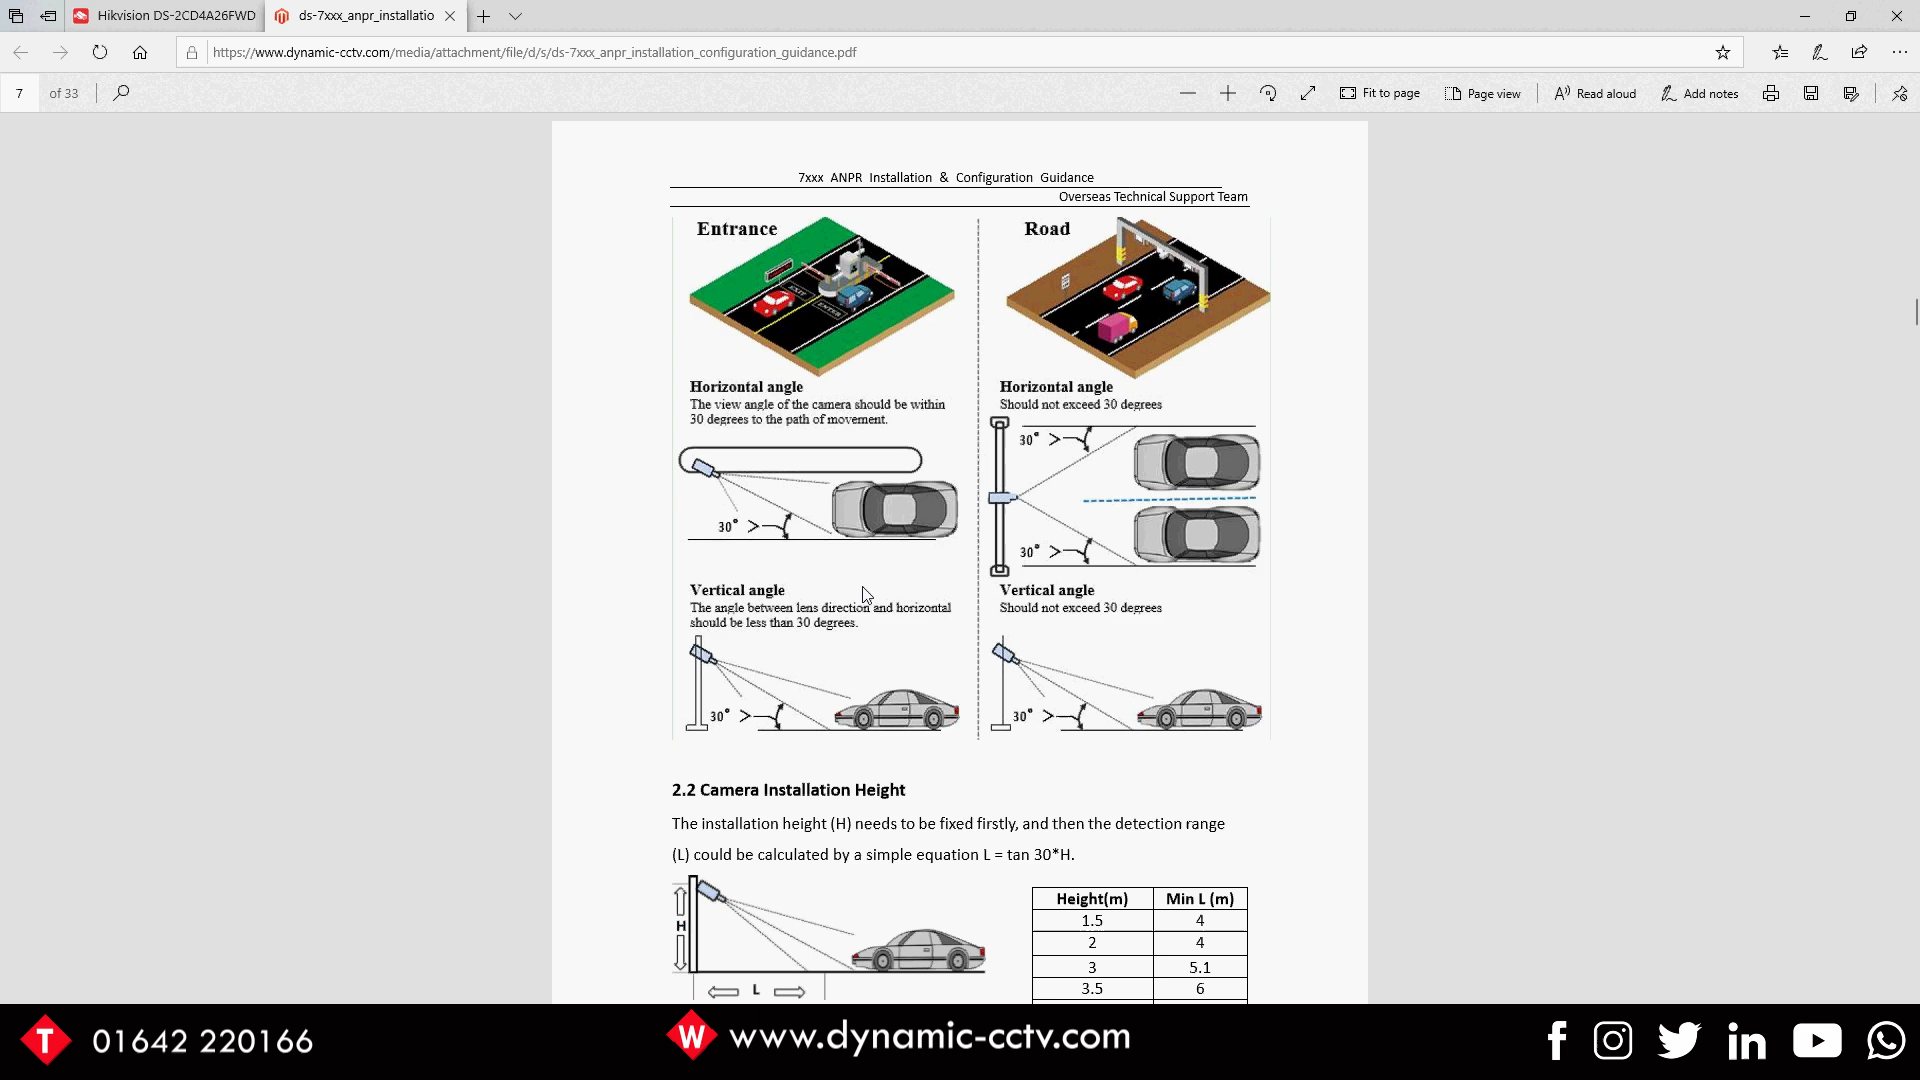 Hikvision DS-2CD4A26FWD
ds-7xxx_anpr_installatio
https://www.dynamic-cctv.com/media/attachment/file/d/s/ds-7xxx_anpr_installation_configuration_guidance.pdf
7 of 33
Fit to page
Page view
Read aloud
Add notes
7xxx ANPR Installation & Configuration Guidance
Overseas Technical Support Team
Entrance
EXIT
ENTER
Horizontal angle
The view angle of the camera should be within
30 degrees to the path of movement.
30° >
Vertical angle
The angle between lens direction and horizontal
should be less than 30 degrees.
30° >
Road
Horizontal angle
Should not exceed 30 degrees
30° >
30° >
Vertical angle
Should not exceed 30 degrees
30° >
2.2 Camera Installation Height
The installation height (H) needs to be fixed firstly, and then the detection range
(L) could be calculated by a simple equation L = tan 30*H.
H
L
Height(m) Min L (m)
1.5 4
2 4
3 5.1
3.5 6
T 01642 220166
W www.dynamic-cctv.com